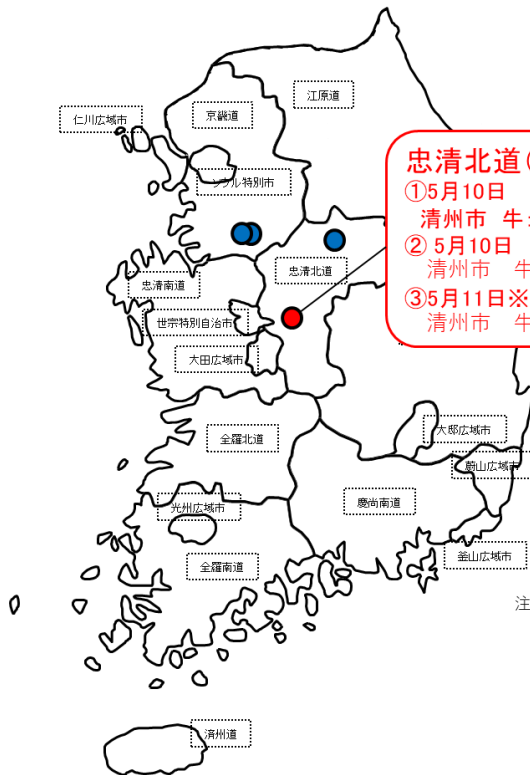 江原道
京畿道
仁川広域市
ソウル特別市
忠清北道(
①5月10日
清州市 牛
② 5月10日
清州市 牛
③5月11日※
清州市 牛
忠清北道
忠清南道
世宗特別自治市
大田広域市
全羅北道
大邱広域市
蔚山広域市
光州広域市
慶尚南道
釜山広域市
全羅南道
注
済州道